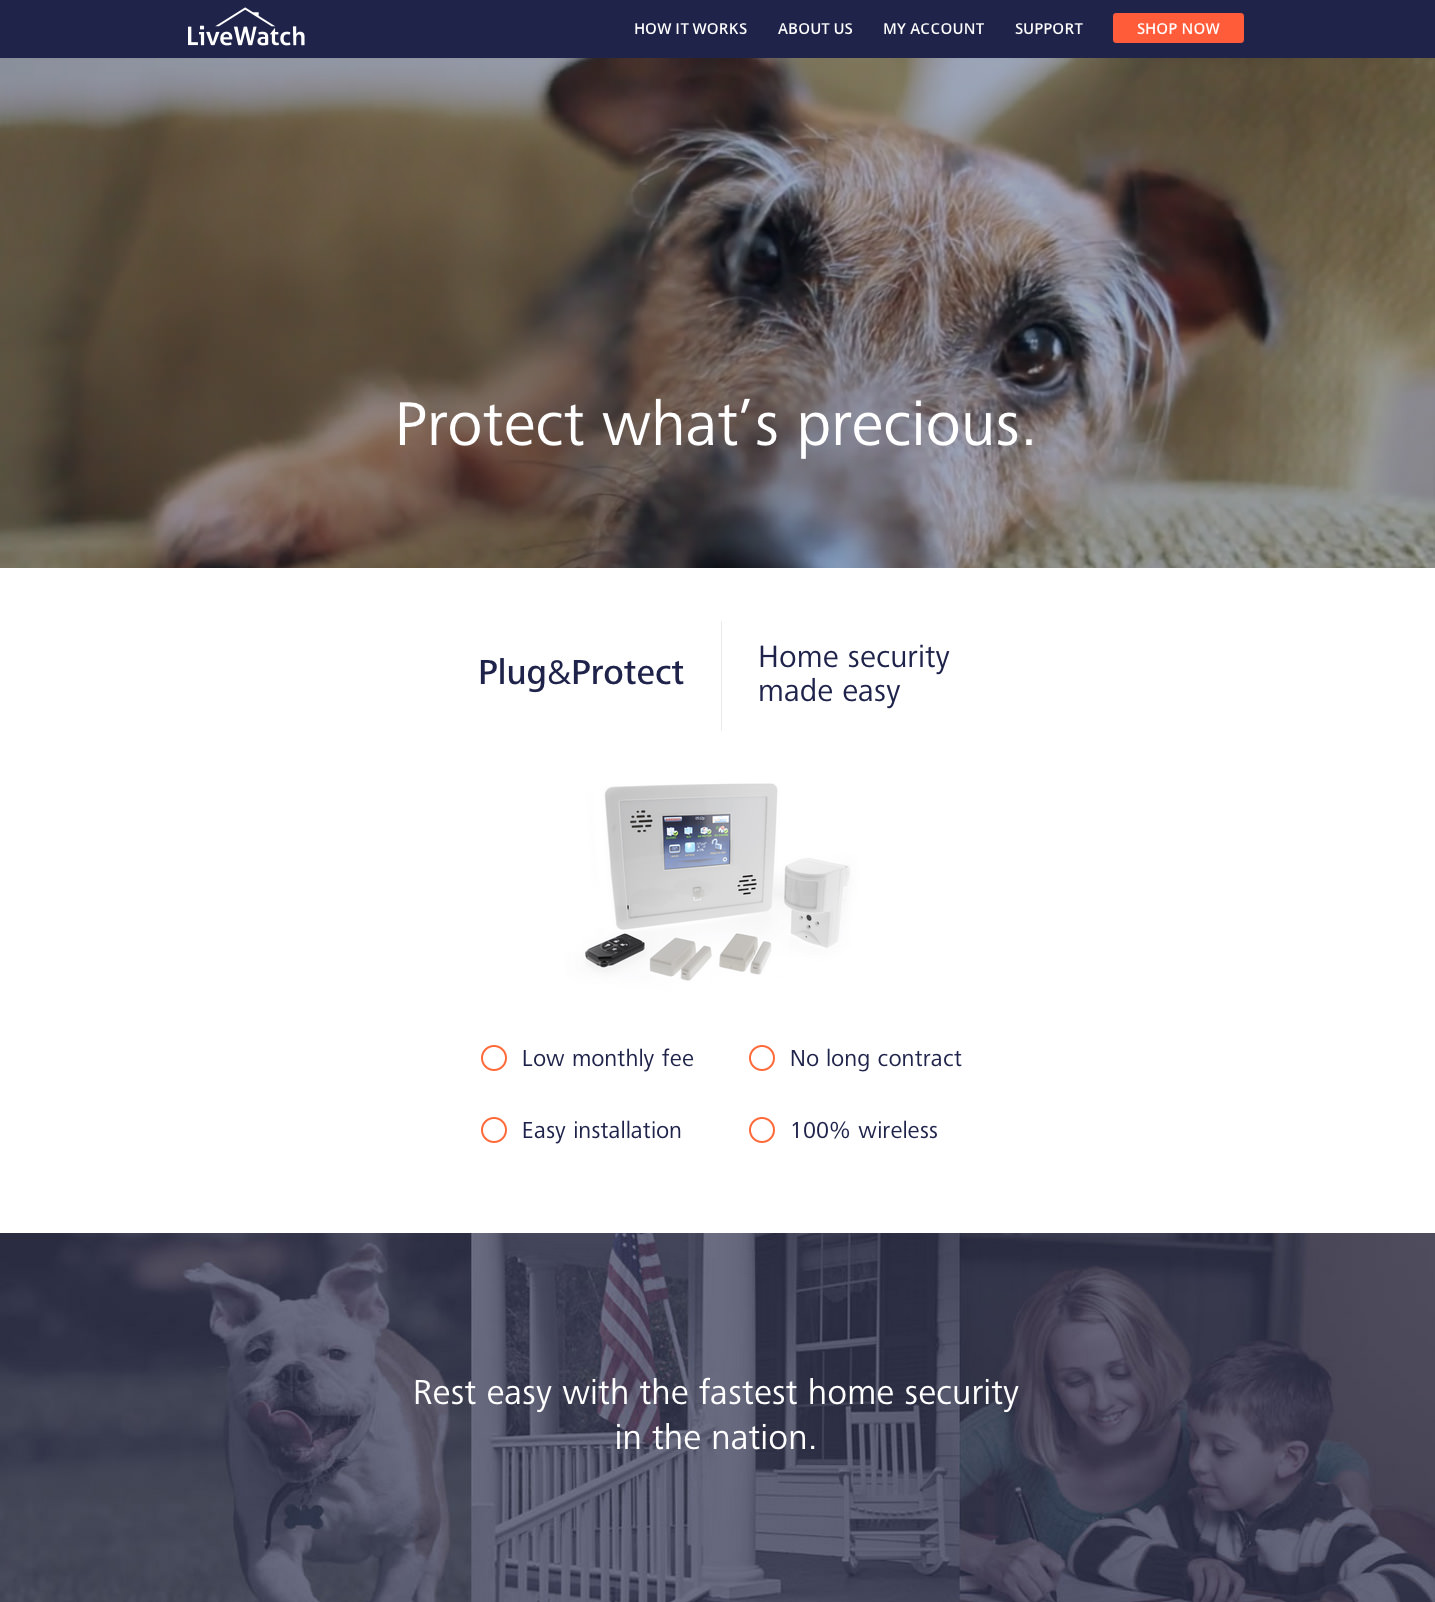 LiveWatch
HOW IT WORKS
ABOUT US
MY ACCOUNT
SUPPORT
SHOP NOW
Protect what’s precious.
Plug&Protect
Home security
made easy
Low monthly fee
No long contract
Easy installation
100% wireless
Rest easy with the fastest home security
in the nation.